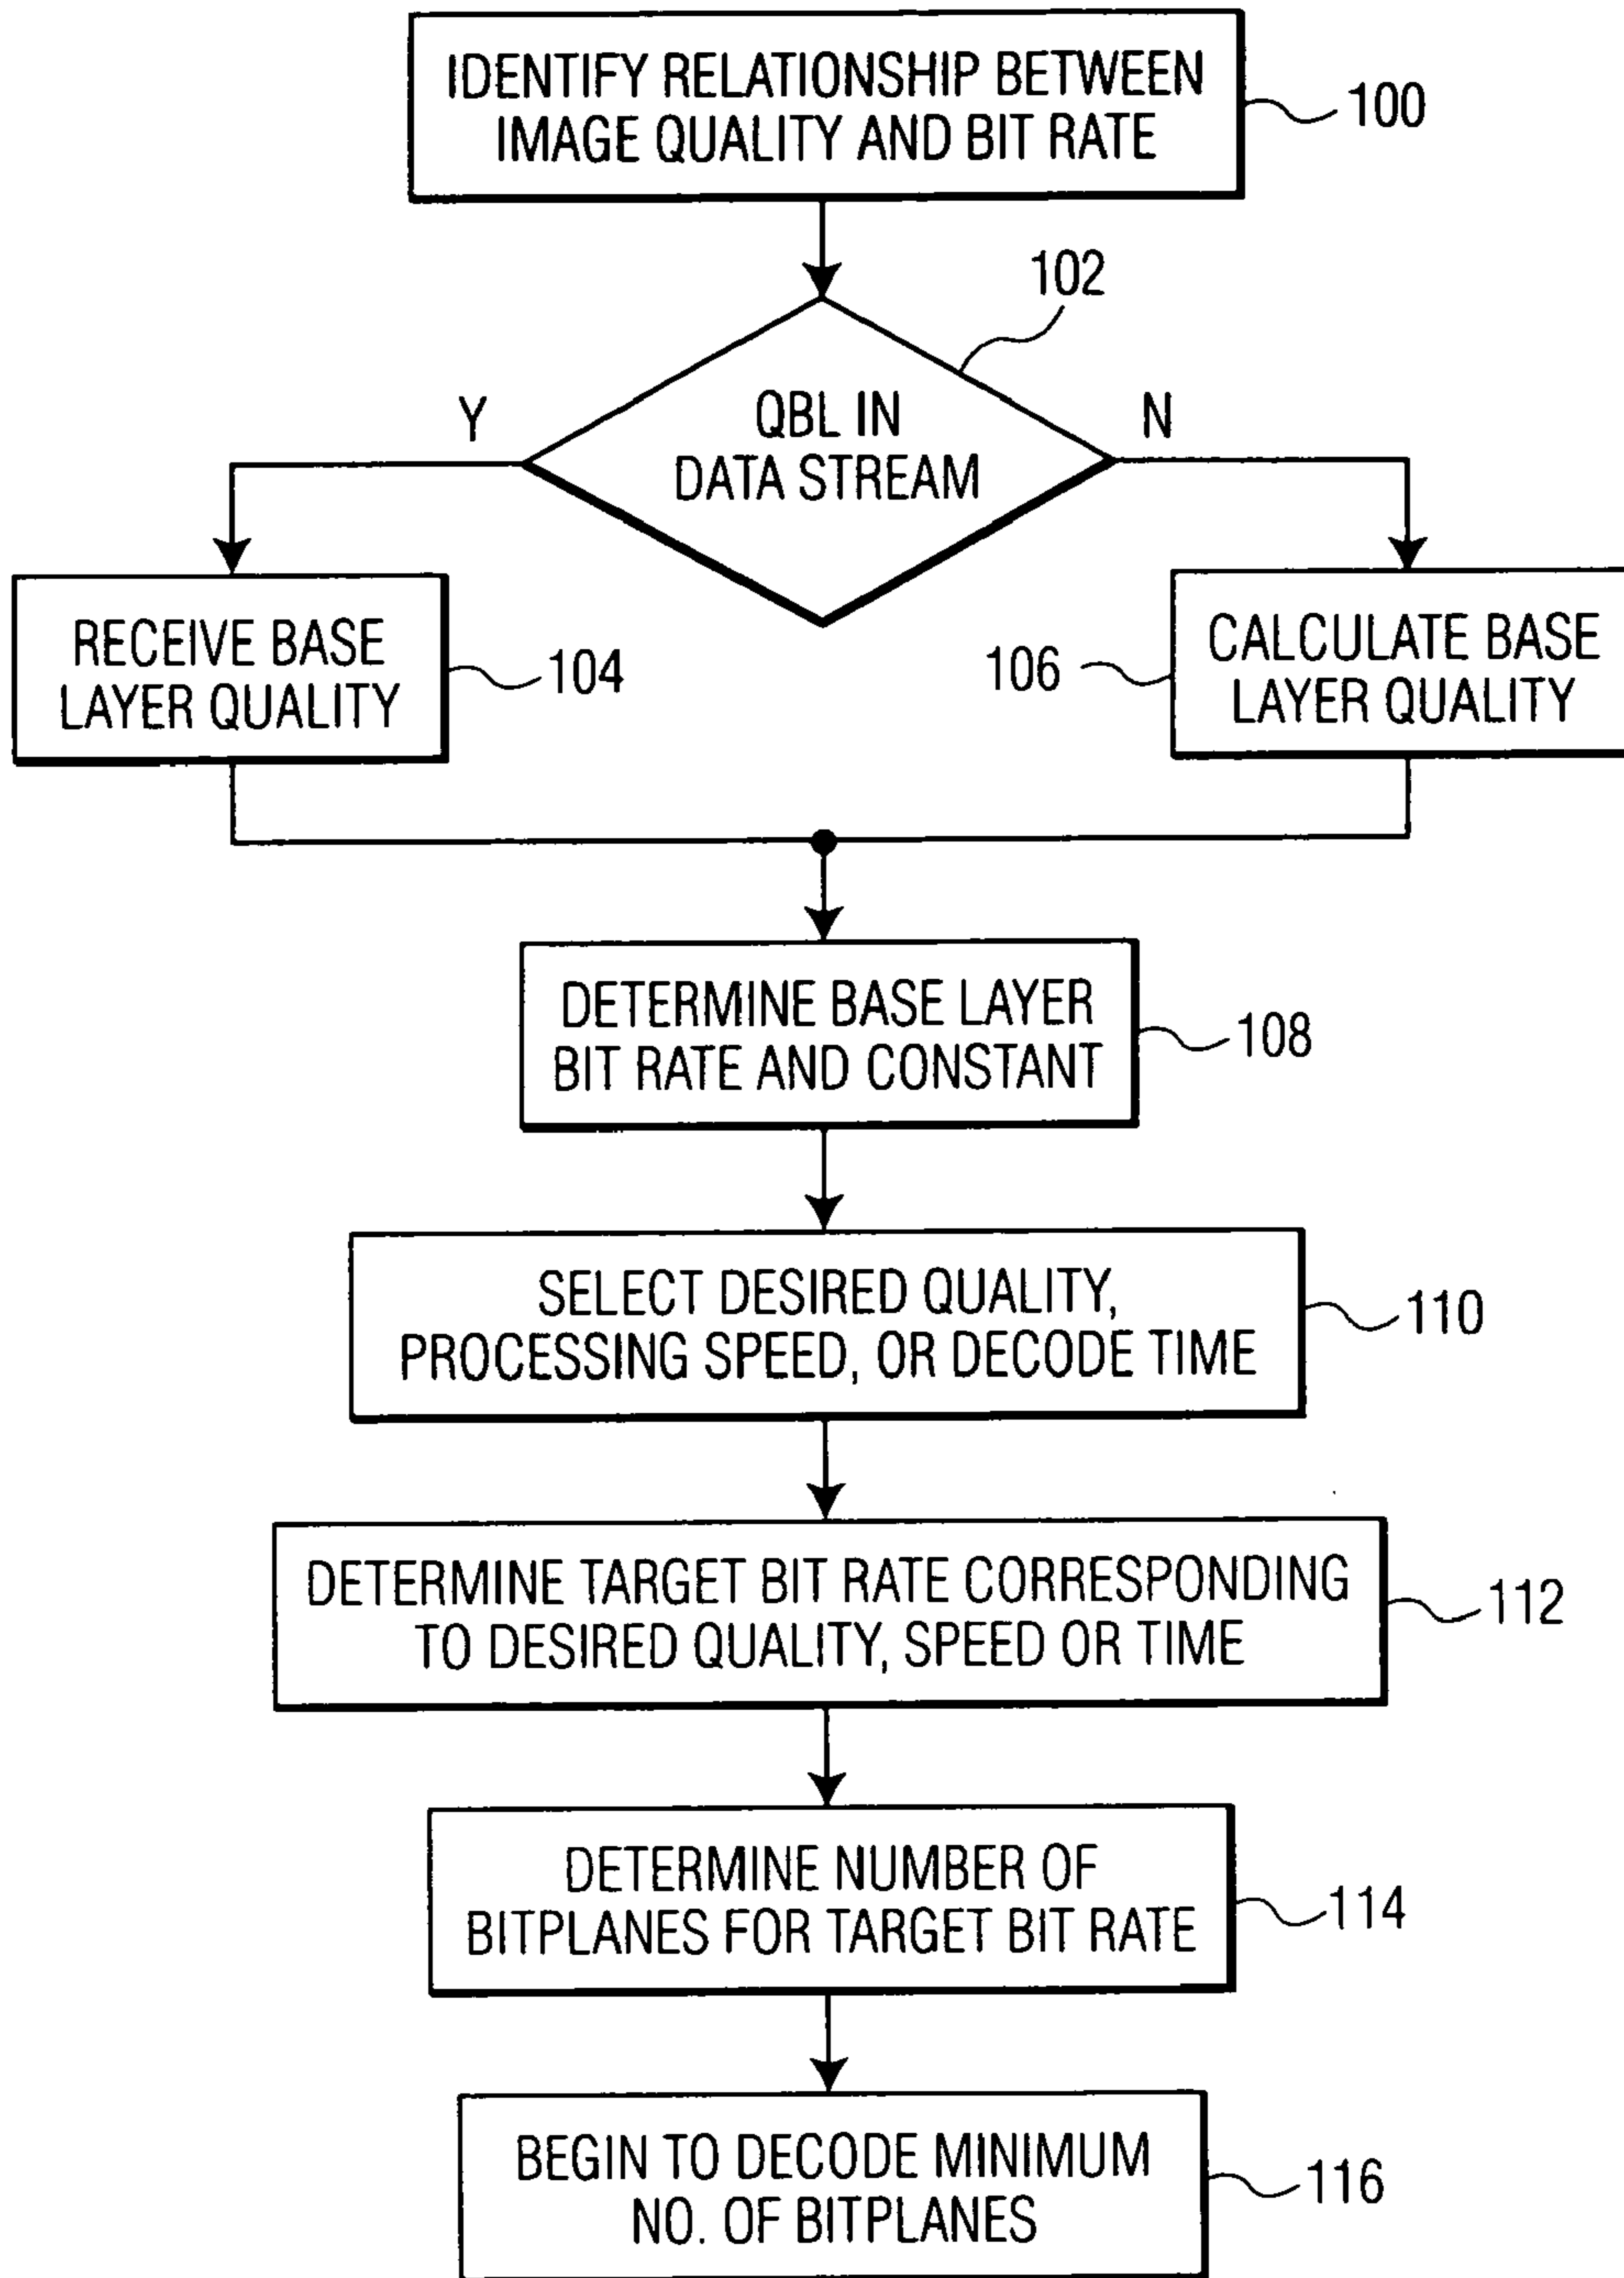 IDENTIFY RELATIONSHIP BETWEEN
IMAGE QUALITY AND BIT RATE
100
102
Y
QBL IN
DATA STREAM
N
RECEIVE BASE
LAYER QUALITY
104
106
CALCULATE BASE
LAYER QUALITY
DETERMINE BASE LAYER
BIT RATE AND CONSTANT
108
SELECT DESIRED QUALITY,
PROCESSING SPEED, OR DECODE TIME
110
DETERMINE TARGET BIT RATE CORRESPONDING
TO DESIRED QUALITY, SPEED OR TIME
112
DETERMINE NUMBER OF
BITPLANES FOR TARGET BIT RATE
114
BEGIN TO DECODE MINIMUM
NO. OF BITPLANES
116